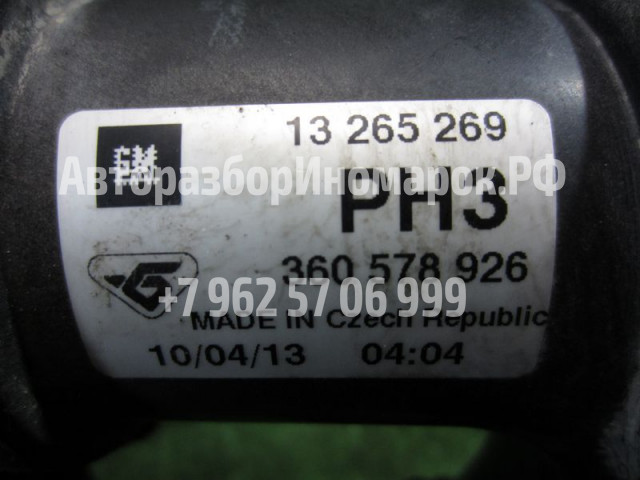 GM
13 265 269
АвторазборИномарок.РФ
PH3
360 578 926
+7 962 57 06 999
MADE IN Czech Republic
10/04/13 04:04